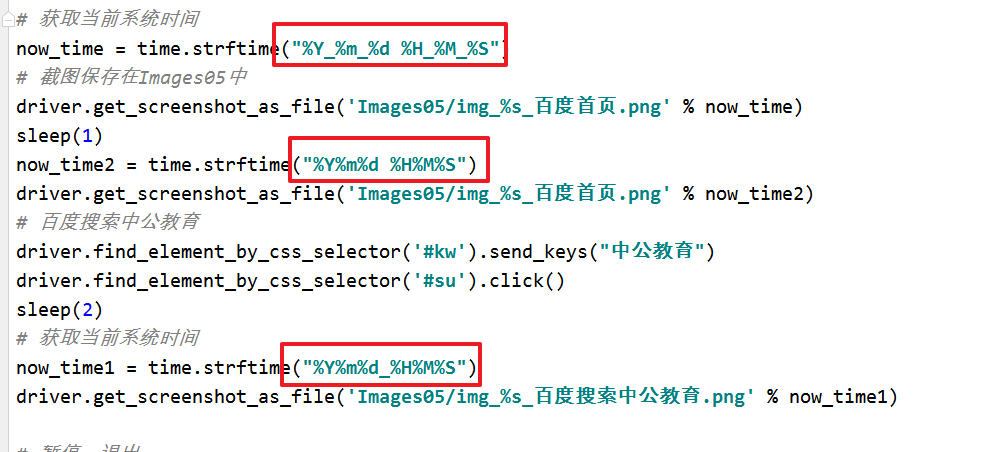 # 获取当前系统时间
now_time = time.strftime("%Y_%m_%d %H_%M_%S")
# 截图保存在Images05中
driver.get_screenshot_as_file('Images05/img_%s_百度首页.png' % now_time)
sleep(1)
now_time2 = time.strftime("%Y%m%d %H%M%S")
driver.get_screenshot_as_file('Images05/img_%s_百度首页.png' % now_time2)
# 百度搜索中公教育
driver.find_element_by_css_selector('#kw').send_keys("中公教育")
driver.find_element_by_css_selector('#su').click()
sleep(2)
# 获取当前系统时间
now_time1 = time.strftime("%Y%m%d_%H%M%S")
driver.get_screenshot_as_file('Images05/img_%s_百度搜索中公教育.png' % now_time1)